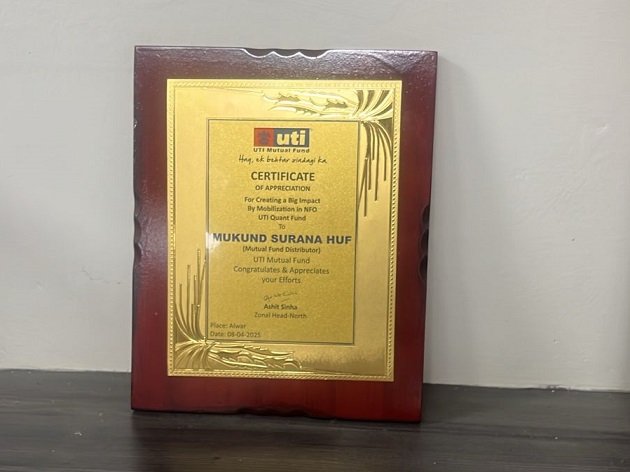 uti
UTI Mutual Fund
Haq, ek behtar zindagi ka
CERTIFICATE
OF APPRECIATION
For Creating a Big Impact
By Mobilization in NFO
UTI Quant Fund
To
MUKUND SURANA HUF
(Mutual Fund Distributor)
UTI Mutual Fund
Congratulates & Appreciates
your Efforts
Ashit Sinha
Zonal Head-North
Place: Alwar
Date: 08-04-2025